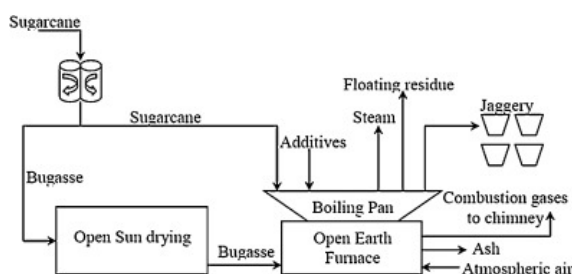 Sugarcane
Floating residue
Jaggery
Sugarcane
Steam
Additives
Bugasse
Boiling Pan
Combustion gases
to chimney
Open Sun drying
Bugasse
Open Earth
Furnace
Ash
Atmospheric air